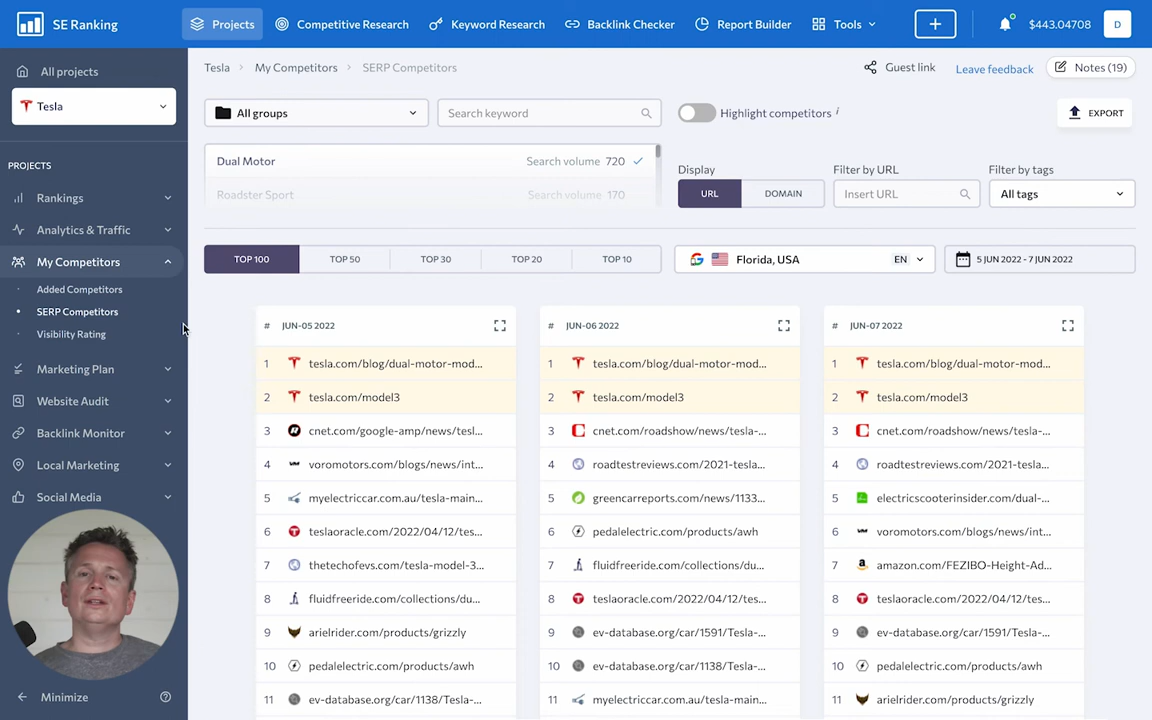 SE Ranking
Projects
Competitive Research
Keyword Research
Backlink Checker
Report Builder
Tools
$443.04708
D
All projects
Tesla
PROJECTS
Rankings
Analytics & Traffic
My Competitors
Added Competitors
SERP Competitors
Visibility Rating
Marketing Plan
Website Audit
Backlink Monitor
Local Marketing
Social Media
Minimize
Tesla > My Competitors > SERP Competitors
Guest link
Leave feedback
Notes (19)
All groups
Search keyword
Highlight competitors i
EXPORT
Dual Motor Search volume 720
Roadster Sport Search volume 170
Display
URL DOMAIN
Filter by URL
Insert URL
Filter by tags
All tags
TOP 100 TOP 50 TOP 30 TOP 20 TOP 10
Florida, USA EN
5 JUN 2022 - 7 JUN 2022
# JUN-05 2022
1 tesla.com/blog/dual-motor-mod...
2 tesla.com/model3
3 cnet.com/google-amp/news/tesl...
4 voromotors.com/blogs/news/int...
5 myelectriccar.com.au/tesla-main...
6 teslaoracle.com/2022/04/12/tes...
7 thetechofevs.com/tesla-model-3...
8 fluidfreeride.com/collections/du...
9 arielrider.com/products/grizzly
10 pedalelectric.com/products/awh
11 ev-database.org/car/1138/Tesla-...
# JUN-06 2022
1 tesla.com/blog/dual-motor-mod...
2 tesla.com/model3
3 cnet.com/roadshow/news/tesla-...
4 roadtestreviews.com/2021-tesla...
5 greencarreports.com/news/1133...
6 pedalelectric.com/products/awh
7 fluidfreeride.com/collections/du...
8 teslaoracle.com/2022/04/12/tes...
9 ev-database.org/car/1591/Tesla-...
10 ev-database.org/car/1138/Tesla-...
11 myelectriccar.com.au/tesla-main...
# JUN-07 2022
1 tesla.com/blog/dual-motor-mod...
2 tesla.com/model3
3 cnet.com/roadshow/news/tesla-...
4 roadtestreviews.com/2021-tesla...
5 electricscooterinsider.com/dual-...
6 voromotors.com/blogs/news/int...
7 amazon.com/FEZIBO-Height-Ad...
8 teslaoracle.com/2022/04/12/tes...
9 ev-database.org/car/1591/Tesla-...
10 pedalelectric.com/products/awh
11 arielrider.com/products/grizzly